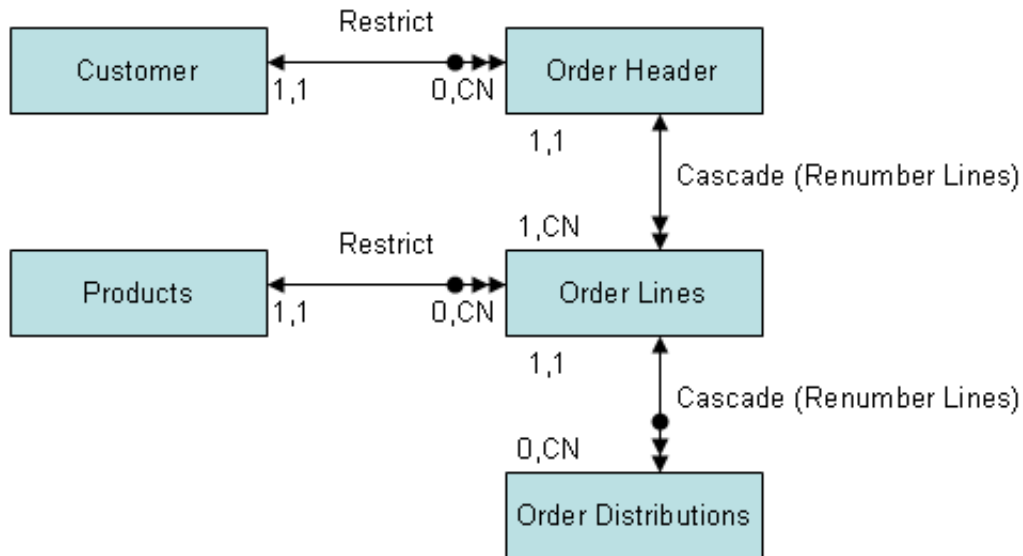 Restrict
Customer
Order Header
1,1
0,CN
1,1
Cascade (Renumber Lines)
1,CN
Restrict
Products
Order Lines
1,1
0,CN
1,1
Cascade (Renumber Lines)
0,CN
Order Distributions